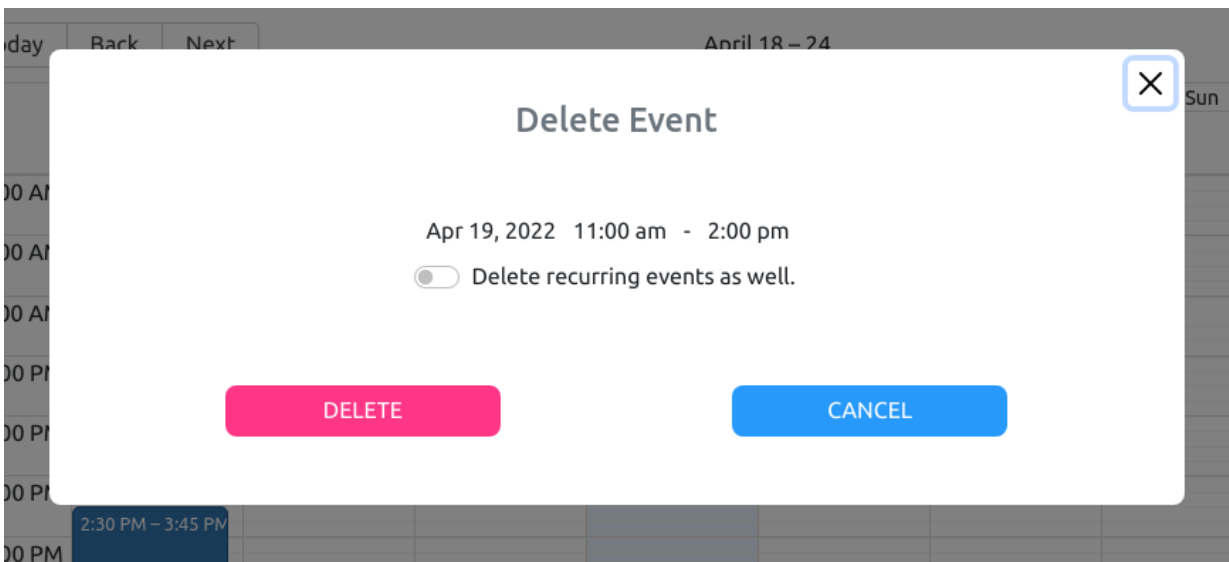 Back Next April 18 – 24
Sun
Delete Event
Apr 19, 2022 11:00 am - 2:00 pm
Delete recurring events as well.
DELETE CANCEL
2:30 PM – 3:45 PM